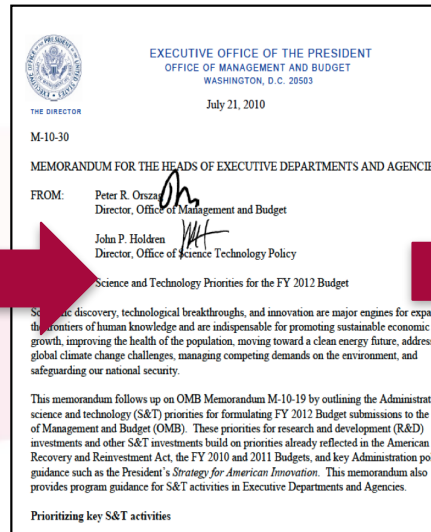 EXECUTIVE OFFICE OF THE PRESIDENT
OFFICE OF MANAGEMENT AND BUDGET
WASHINGTON, D.C. 20503
THE DIRECTOR
July 21, 2010
M-10-30
MEMORANDUM FOR THE HEADS OF EXECUTIVE DEPARTMENTS AND AGENCIE
FROM: Peter R. Orszag
Director, Office of Management and Budget
John P. Holdren
Director, Office of Science Technology Policy
Science and Technology Priorities for the FY 2012 Budget
discovery, technological breakthroughs, and innovation are major engines for expa
frontiers of human knowledge and are indispensable for promoting sustainable economic
growth, improving the health of the population, moving toward a clean energy future, address
global climate change challenges, managing competing demands on the environment, and
safeguarding our national security.
This memorandum follows up on OMB Memorandum M-10-19 by outlining the Administrat
science and technology (S&T) priorities for formulating FY 2012 Budget submissions to the
of Management and Budget (OMB). These priorities for research and development (R&D)
investments and other S&T investments build on priorities already reflected in the American
Recovery and Reinvestment Act, the FY 2010 and 2011 Budgets, and key Administration pol
guidance such as the President's Strategy for American Innovation. This memorandum also
provides program guidance for S&T activities in Executive Departments and Agencies.
Prioritizing key S&T activities